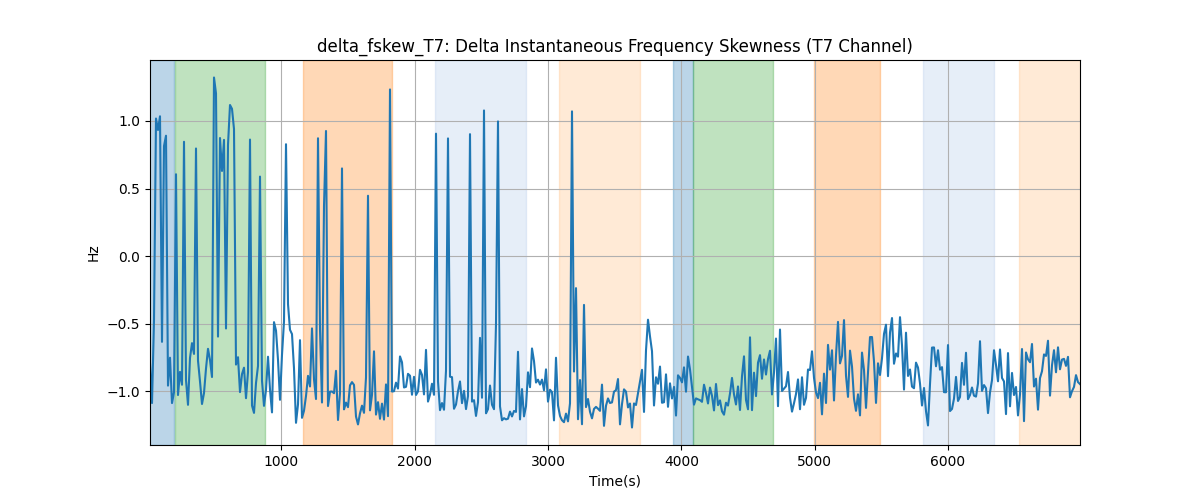 delta_fskew_T7: Delta Instantaneous Frequency Skewness (T7 Channel)
Hz
1.0
0.5
0.0
−0.5
−1.0
1000 2000 3000 4000 5000 6000
Time(s)